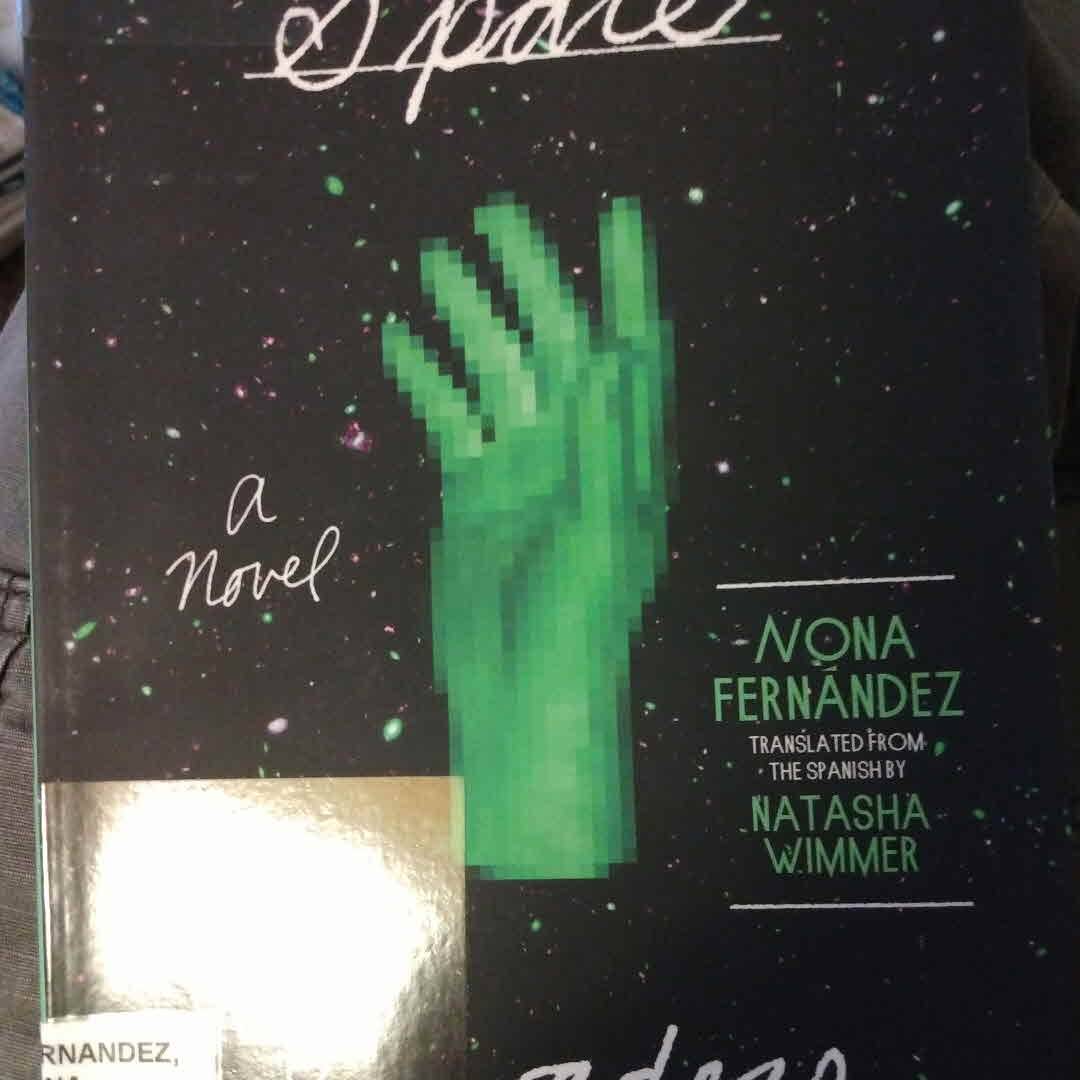 Space
a
Novel
NONA
FERNÁNDEZ
TRANSLATED FROM
THE SPANISH BY
NATASHA
WIMMER
RNANDEZ,